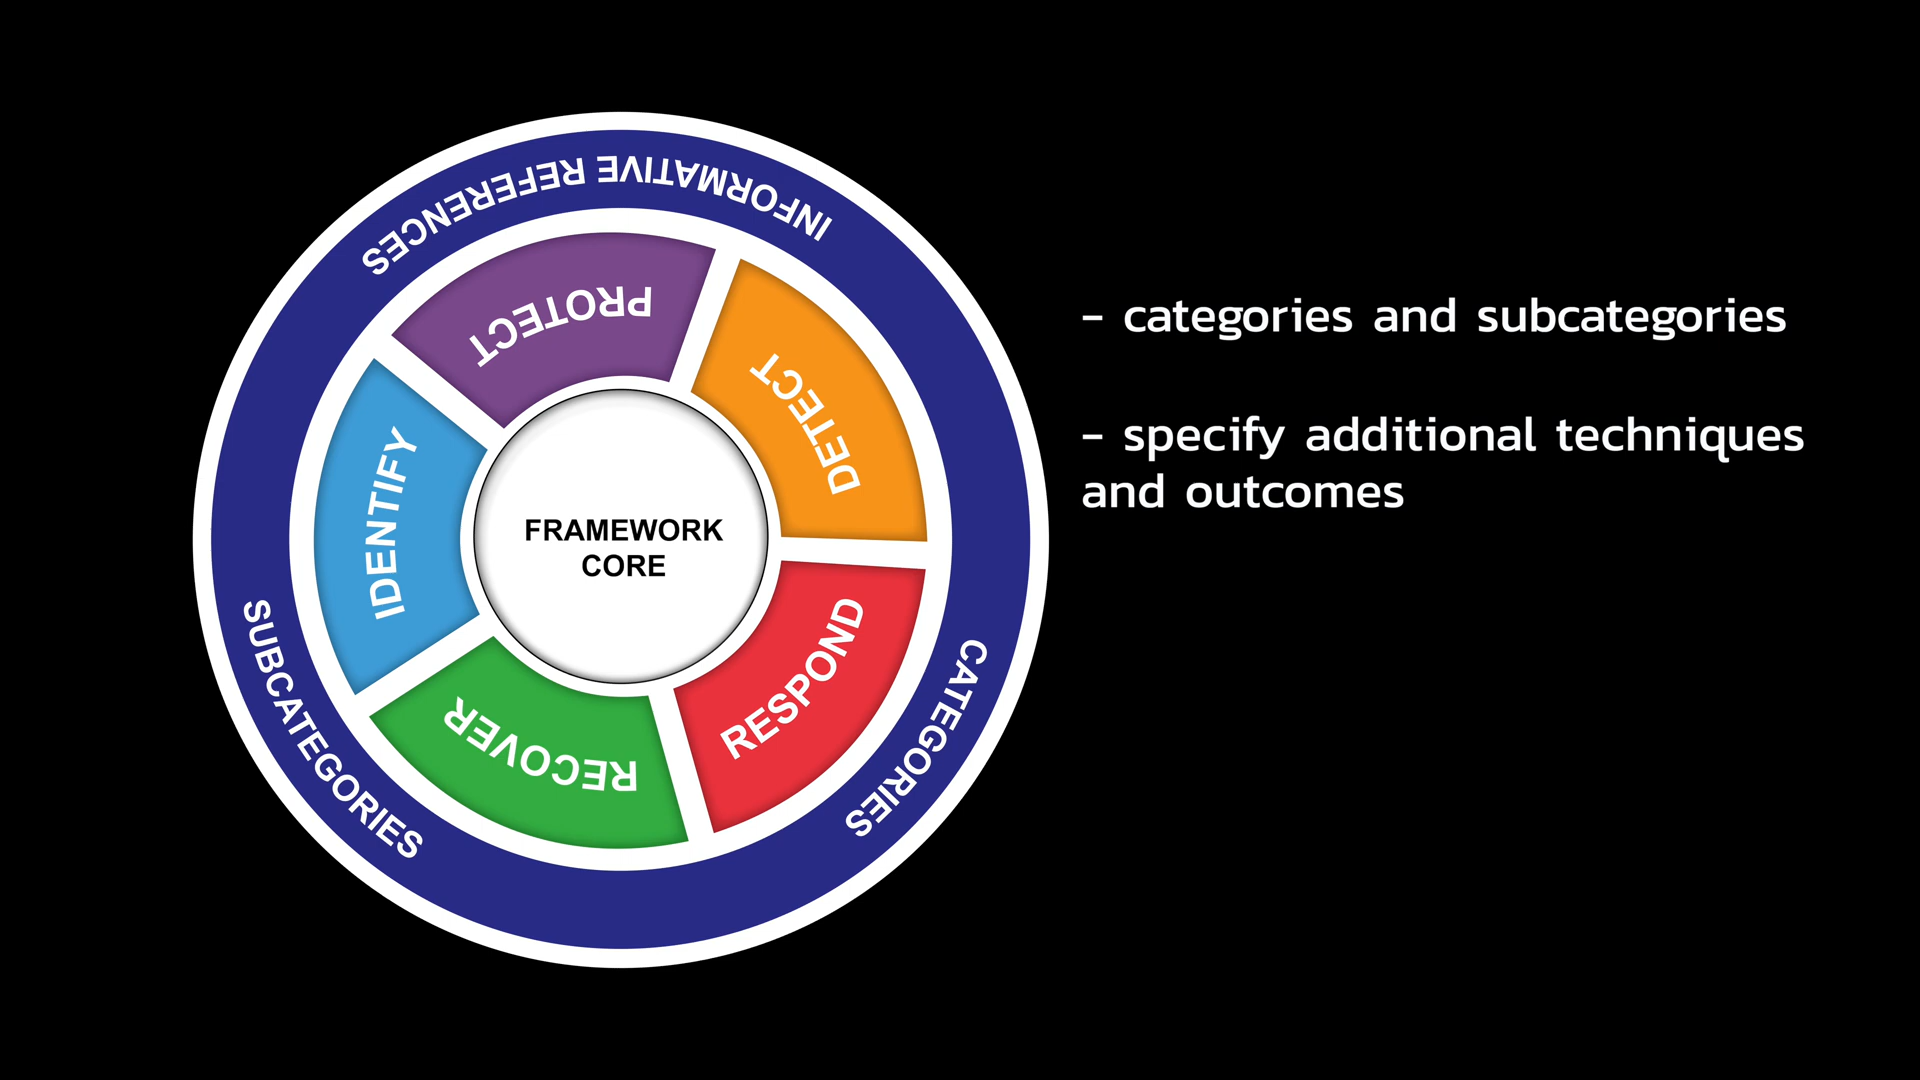 INFORMATIVE REFERENCES
PROTECT
DETECT
IDENTIFY
FRAMEWORK
CORE
RESPOND
RECOVER
SUBCATEGORIES
CATEGORIES
- categories and subcategories
- specify additional techniques
and outcomes